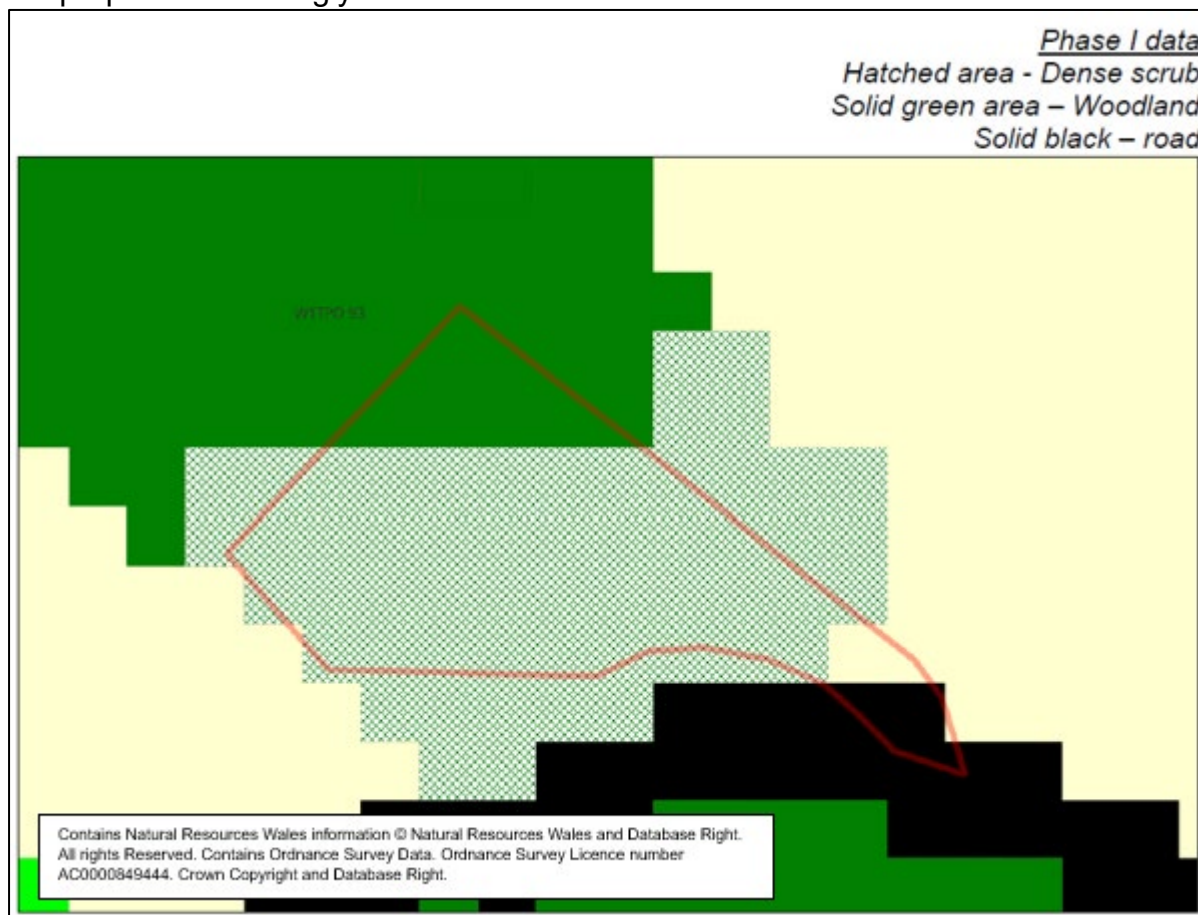 Phase I data
Hatched area - Dense scrub
Solid green area – Woodland
Solid black – road
Contains Natural Resources Wales information © Natural Resources Wales and Database Right.
All rights Reserved. Contains Ordnance Survey Data. Ordnance Survey Licence number
AC0000849444. Crown Copyright and Database Right.